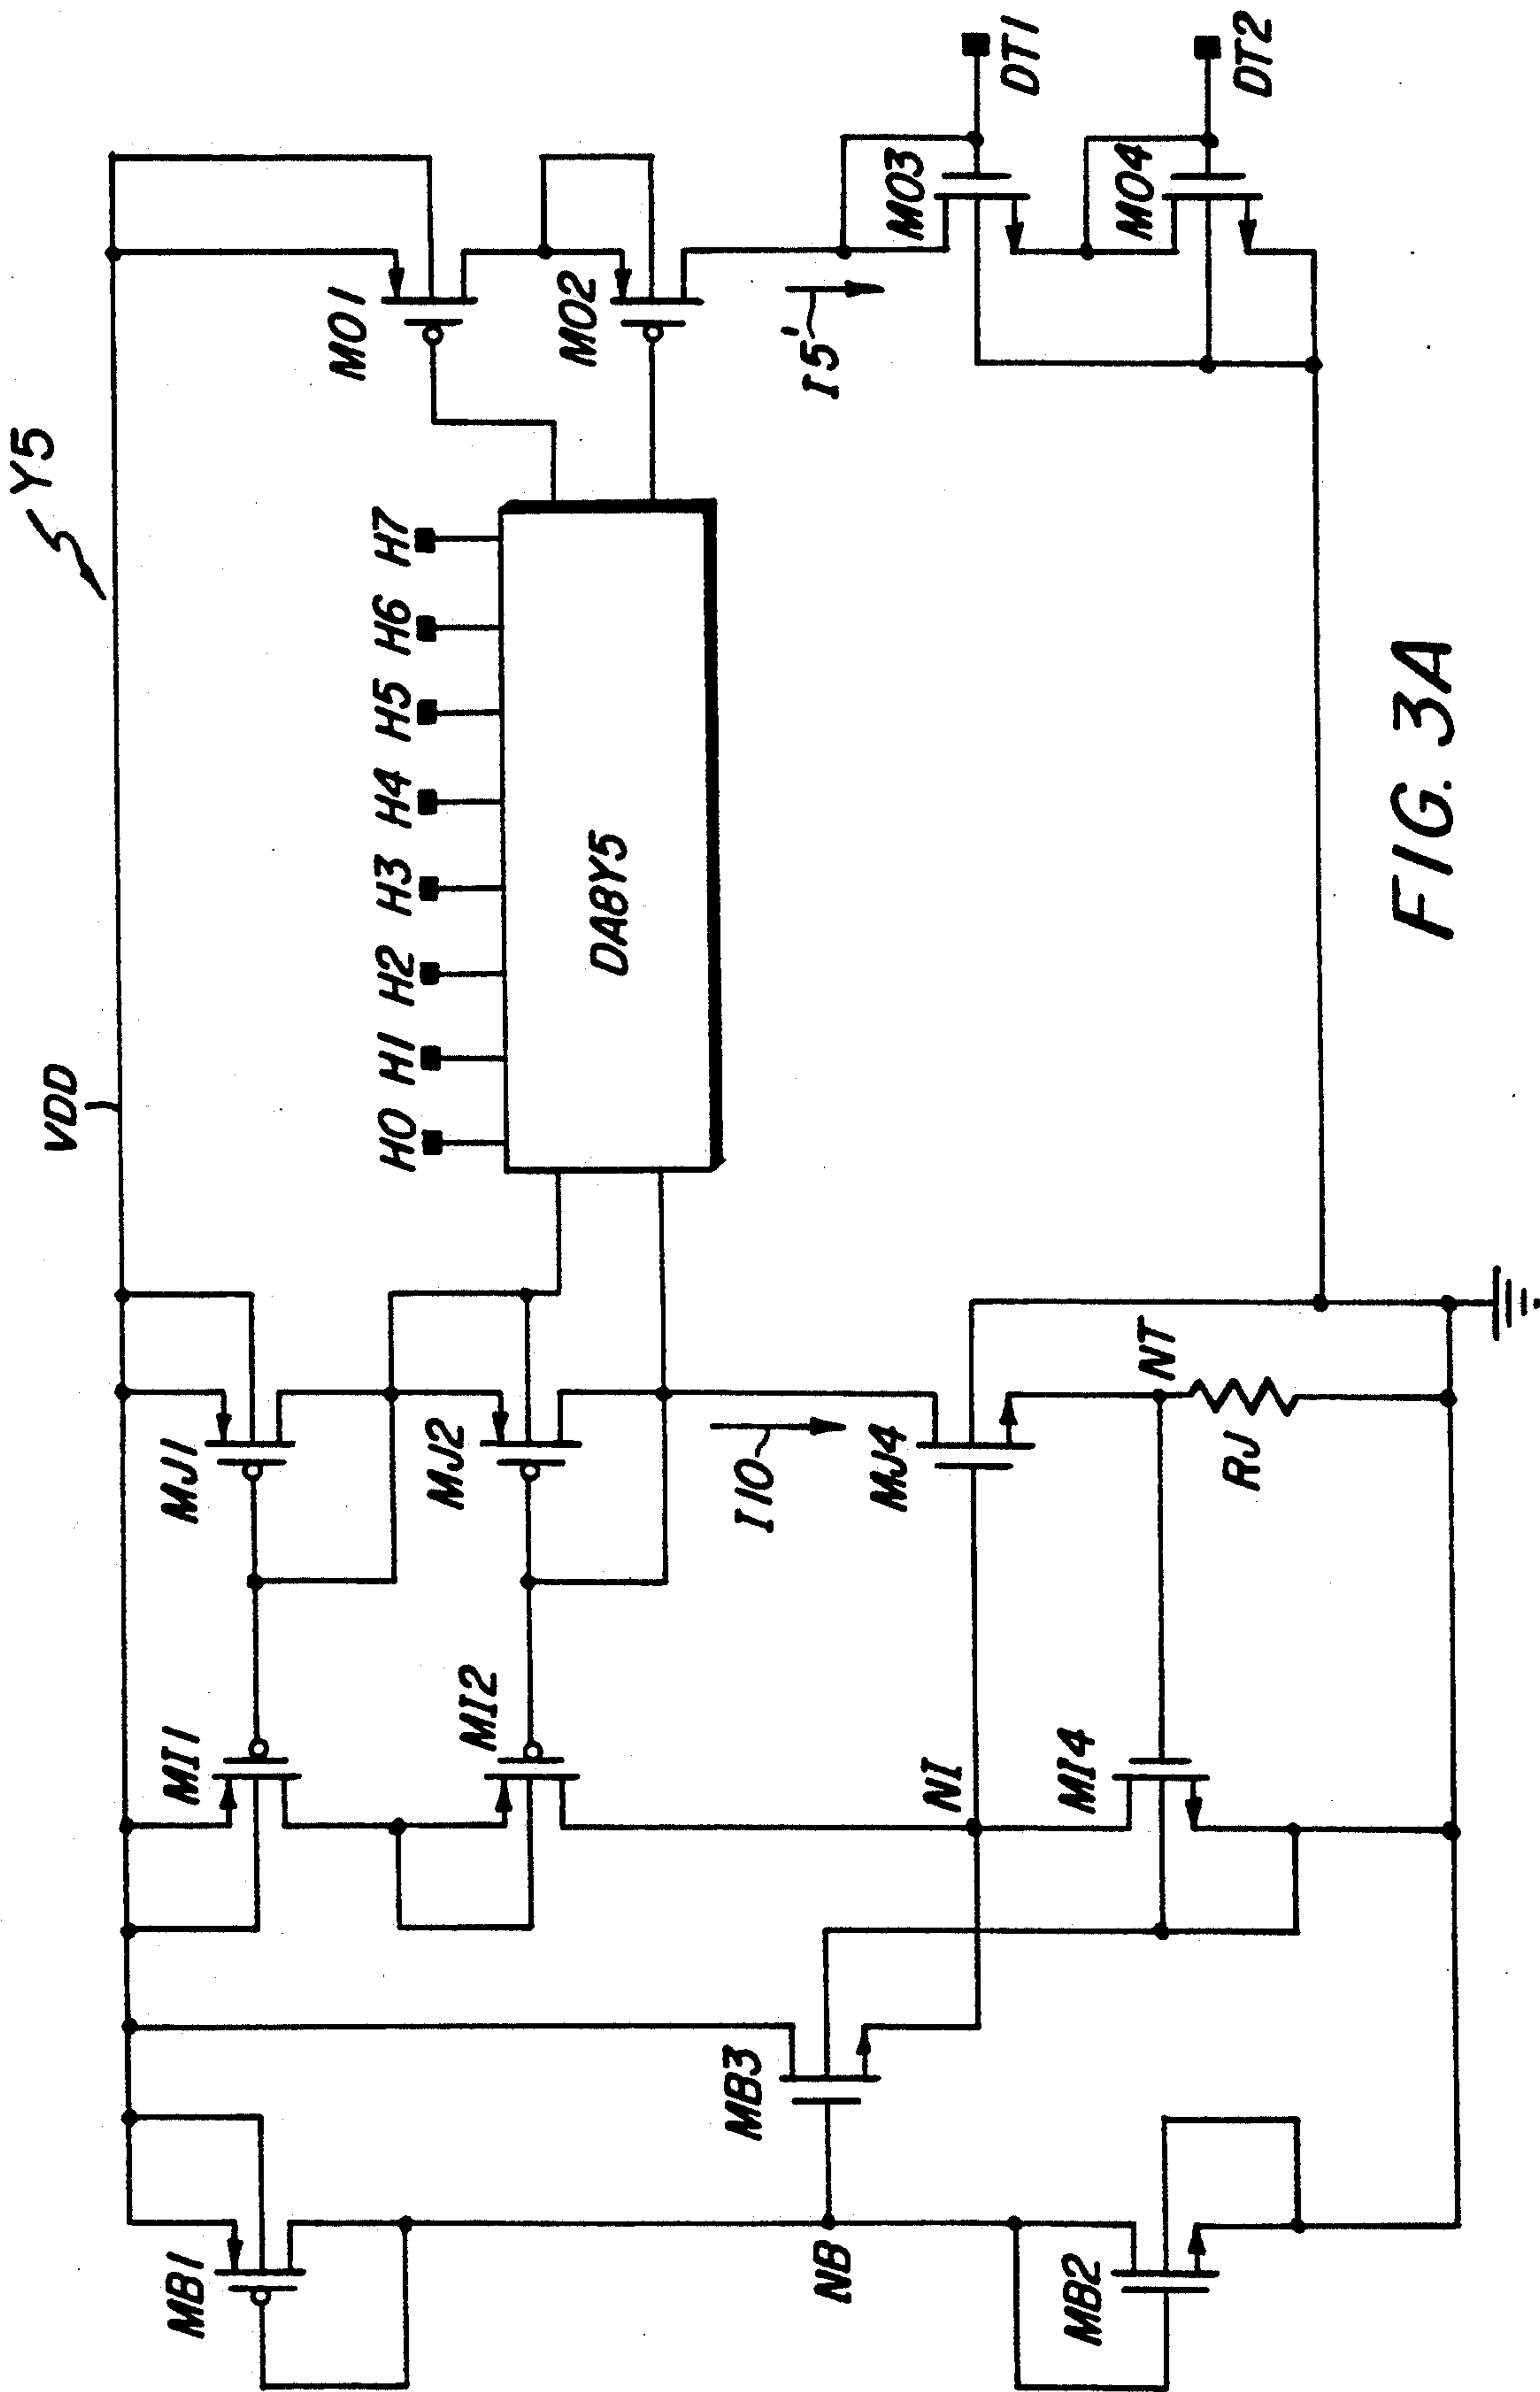 Y5
VDD
MB1
MI1
MJ1
MO1
H0 H1 H2 H3 H4 H5 H6 H7
MJ2
MI2
MO2
DA8Y5
MB3
I10
I5'
NB
MJ4
MO3
NI
DT1
MB2
MI4
MO4
NT
RJ
DT2
FIG. 3A